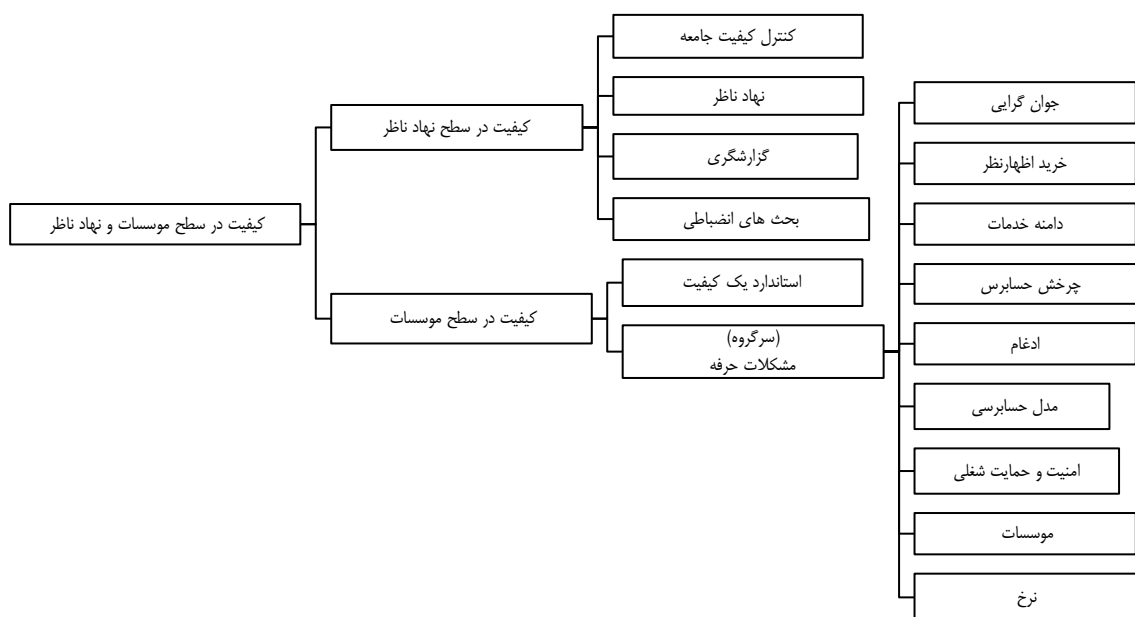 کیفیت در سطح موسسات و نهاد ناظر
کیفیت در سطح نهاد ناظر
کنترل کیفیت جامعه
نهاد ناظر
گزارشگری
بحث های انضباطی
کیفیت در سطح موسسات
استاندارد یک کیفیت
(سرگروه)
مشکلات حرفه
جوان گرایی
خرید اظهارنظر
دامنه خدمات
چرخش حسابرس
ادغام
مدل حسابرسی
امنیت و حمایت شغلی
موسسات
نرخ